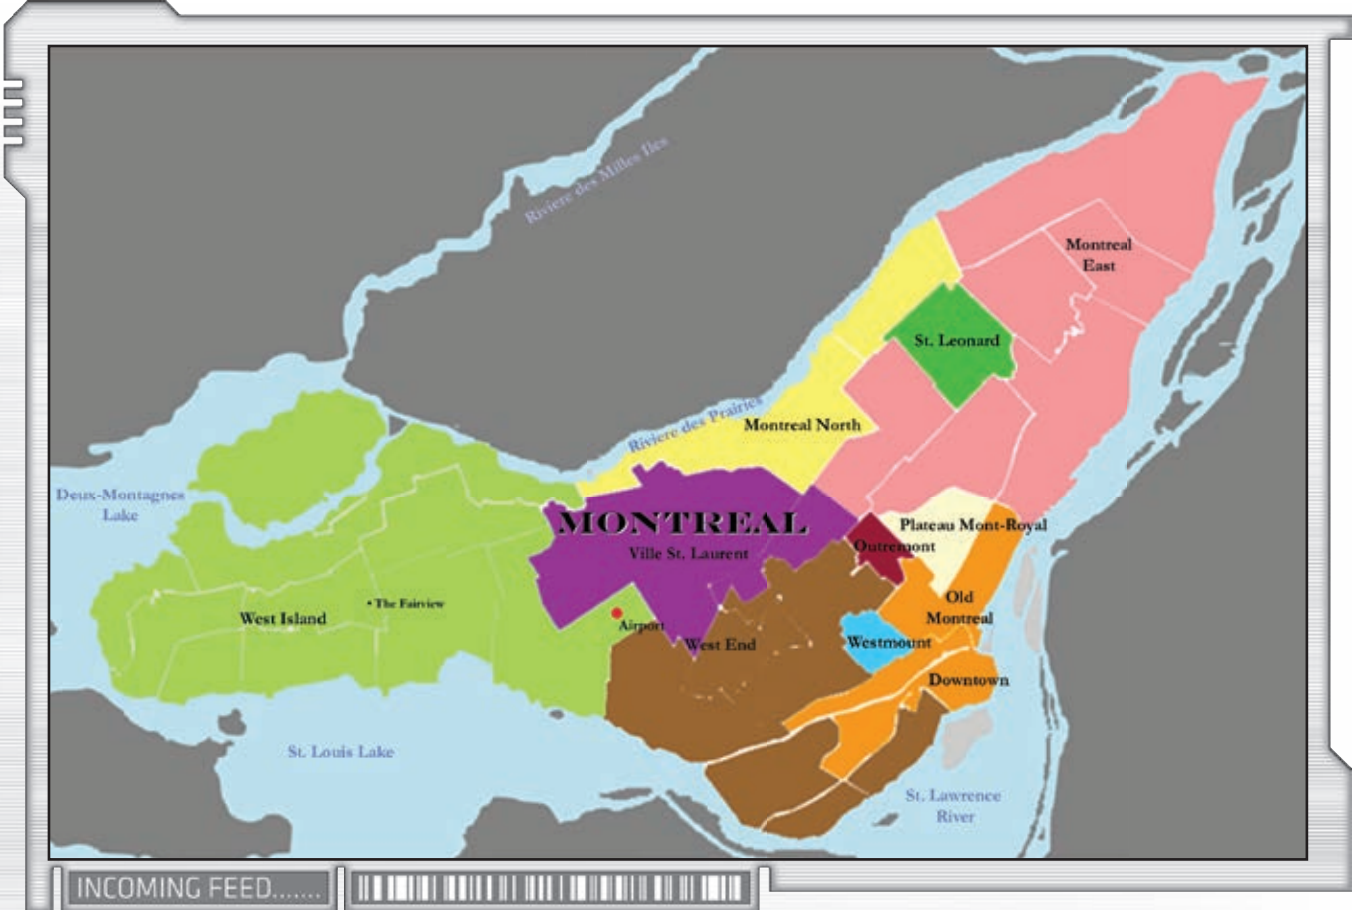 Riviere des Milles Iles
Montreal
East
St. Leonard
Riviere des Prairies
Montreal North
Deux-Montagnes
Lake
MONTREAL
Ville St. Laurent
Plateau Mont-Royal
Outremont
West Island
• The Fairview
Airport
Old
Montreal
West End
Westmount
Downtown
St. Louis Lake
St. Lawrence
River
INCOMING FEED.......